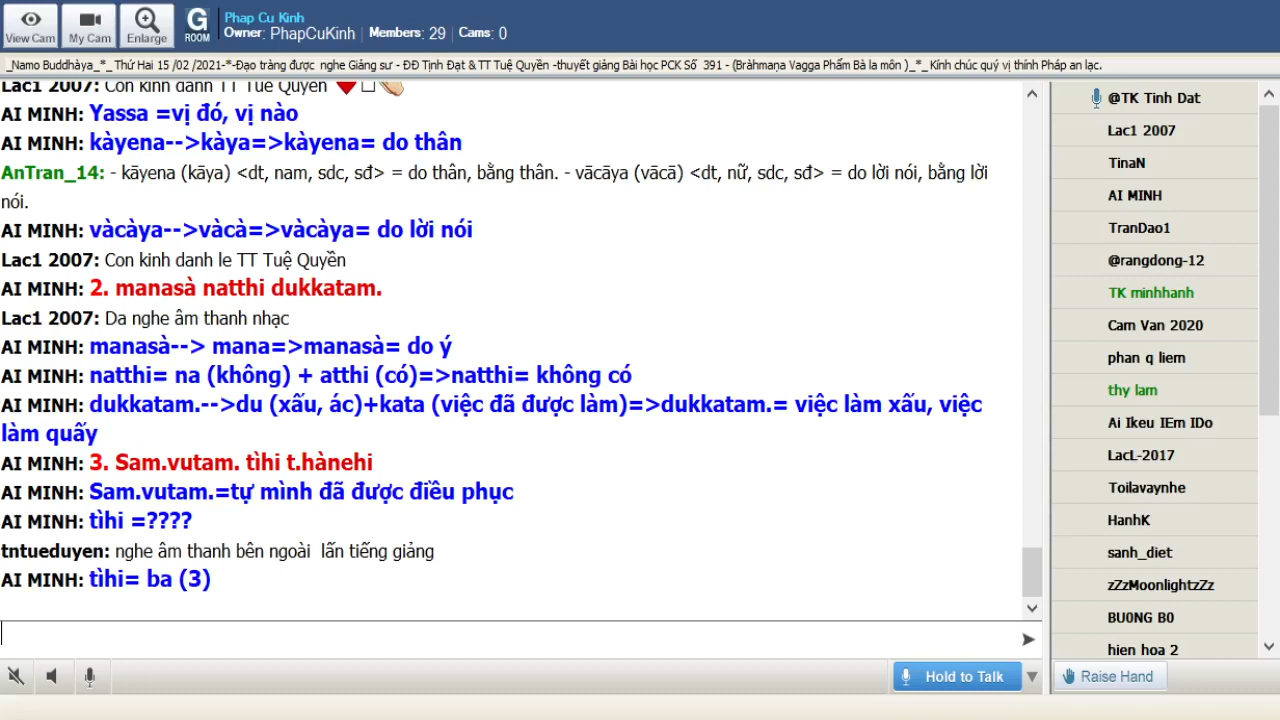 View Cam
My Cam
Enlarge
G
ROOM
Phap Cu Kinh
Owner: PhapCuKinh | Members: 29 | Cams: 0
_Namo Buddhàya_*_ Thứ Hai 15 /02 /2021-*-Đạo tràng được nghe Giảng sư - ĐĐ Tịnh Đạt & TT Tuệ Quyền -thuyết giảng Bài học PCK Số 391 - (Bràhmaṇa Vagga Phẩm Bà la môn )_*_ Kính chúc quý vị thính Pháp an lạc.
Lac1 2007: Con kinh danh TT Tuệ Quyền
AI MINH: Yassa =vị đó, vị nào
AI MINH: kàyena-->kàya=>kàyena= do thân
AnTran_14: - kāyena (kāya) <dt, nam, sdc, sđ> = do thân, bằng thân. - vācāya (vācā) <dt, nữ, sdc, sđ> = do lời nói, bằng lời
nói.
AI MINH: vàcàya-->vàcà=>vàcàya= do lời nói
Lac1 2007: Con kinh danh le TT Tuệ Quyền
AI MINH: 2. manasà natthi dukkatam.
Lac1 2007: Da nghe âm thanh nhạc
AI MINH: manasà--> mana=>manasà= do ý
AI MINH: natthi= na (không) + atthi (có)=>natthi= không có
AI MINH: dukkatam.-->du (xấu, ác)+kata (việc đã được làm)=>dukkatam.= việc làm xấu, việc
làm quấy
AI MINH: 3. Sam.vutam. tìhi t.hànehi
AI MINH: Sam.vutam.=tự mình đã được điều phục
AI MINH: tìhi =????
tntueduyen: nghe âm thanh bên ngoài lấn tiếng giảng
AI MINH: tìhi= ba (3)
Hold to Talk
@TK Tinh Dat
Lac1 2007
TinaN
AI MINH
TranDao1
@rangdong-12
TK minhhanh
Cam Van 2020
phan q liem
thy lam
Ai Ikeu IEm IDo
LacL-2017
Toilavaynhe
HanhK
sanh_diet
zZzMoonlightzZz
BU0NG B0
hien hoa 2
Raise Hand